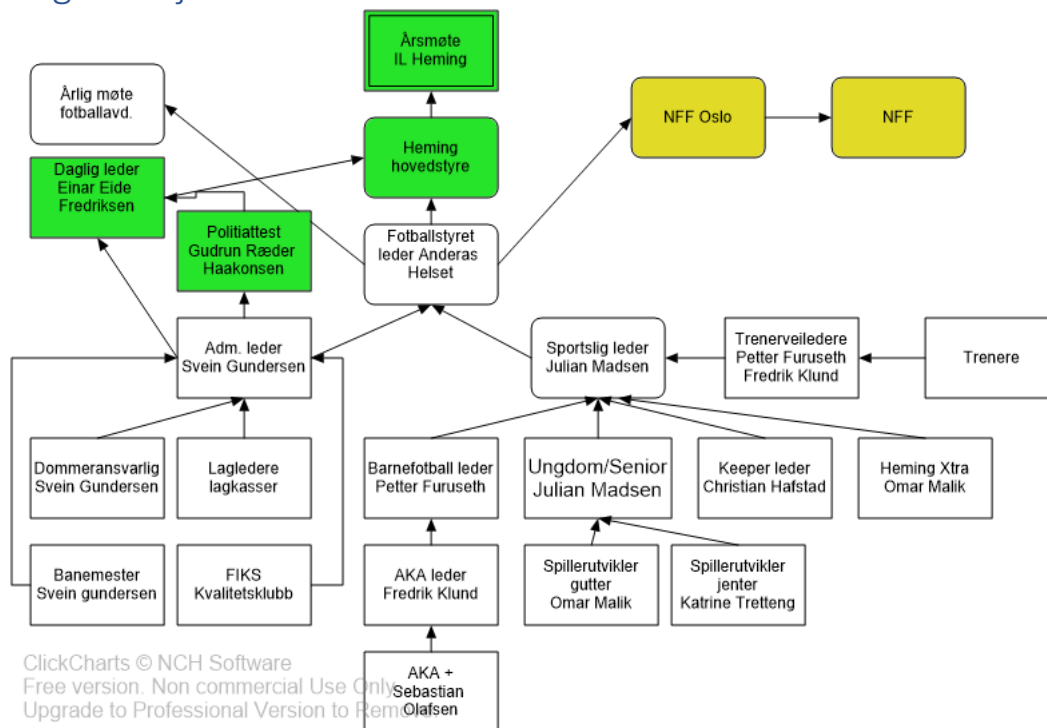 Årsmøte
IL Heming
Årlig møte
fotballavd.
NFF Oslo
NFF
Heming
hovedstyre
Daglig leder
Einar Eide
Fredriksen
Politiattest
Gudrun Ræder
Haakonsen
Fotballstyret
leder Anderas
Helset
Adm. leder
Svein Gundersen
Sportslig leder
Julian Madsen
Trenerveiledere
Petter Furuseth
Fredrik Klund
Trenere
Dommeransvarlig
Svein Gundersen
Lagledere
lagkasser
Barnefotball leder
Petter Furuseth
Ungdom/Senior
Julian Madsen
Keeper leder
Christian Hafstad
Heming Xtra
Omar Malik
Banemester
Svein gundersen
FIKS
Kvalitetsklubb
AKA leder
Fredrik Klund
Spillerutvikler
gutter
Omar Malik
Spillerutvikler
jenter
Katrine Tretteng
AKA +
Sebastian
Olafsen
ClickCharts © NCH Software
Free version. Non commercial Use Only.
Upgrade to Professional Version to